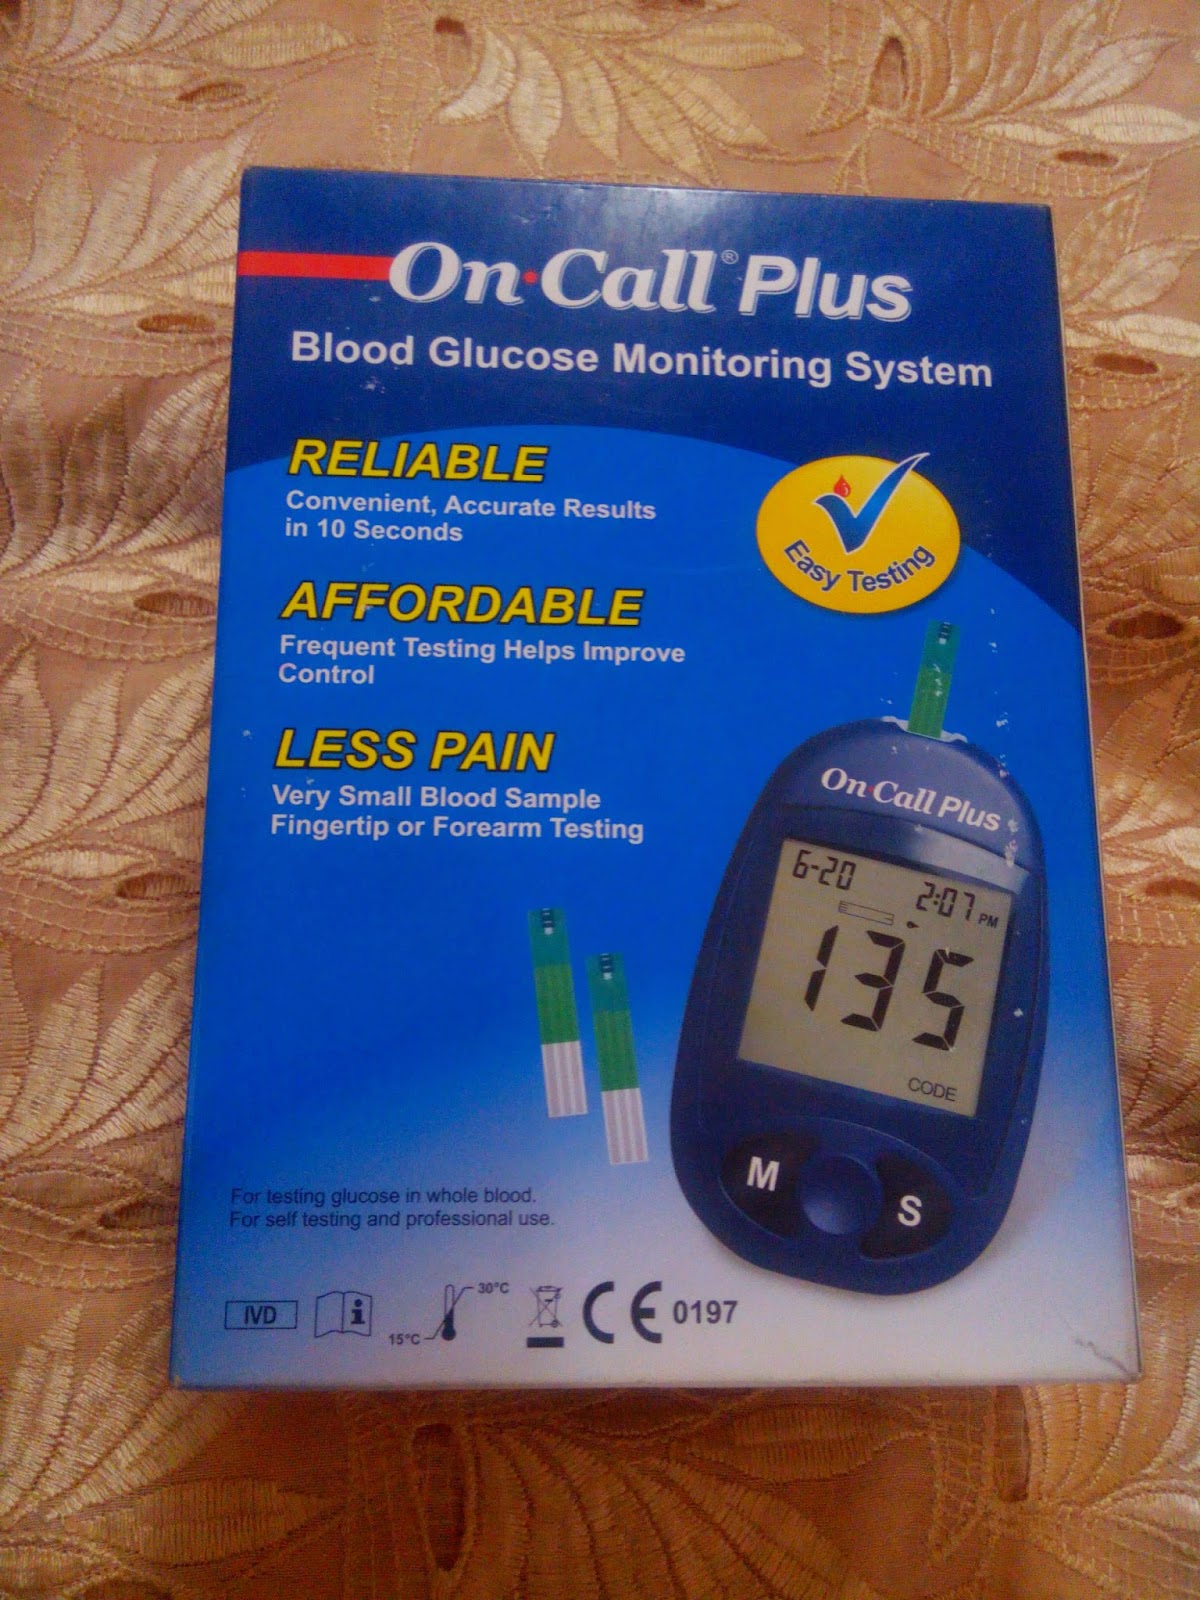 On·Call® Plus
Blood Glucose Monitoring System
RELIABLE
Convenient, Accurate Results
in 10 Seconds
Easy Testing
AFFORDABLE
Frequent Testing Helps Improve
Control
LESS PAIN
Very Small Blood Sample
Fingertip or Forearm Testing
On·Call Plus
6-20 2:07 PM
135
CODE
M S
For testing glucose in whole blood.
For self testing and professional use.
IVD i 15°C 30°C CE 0197